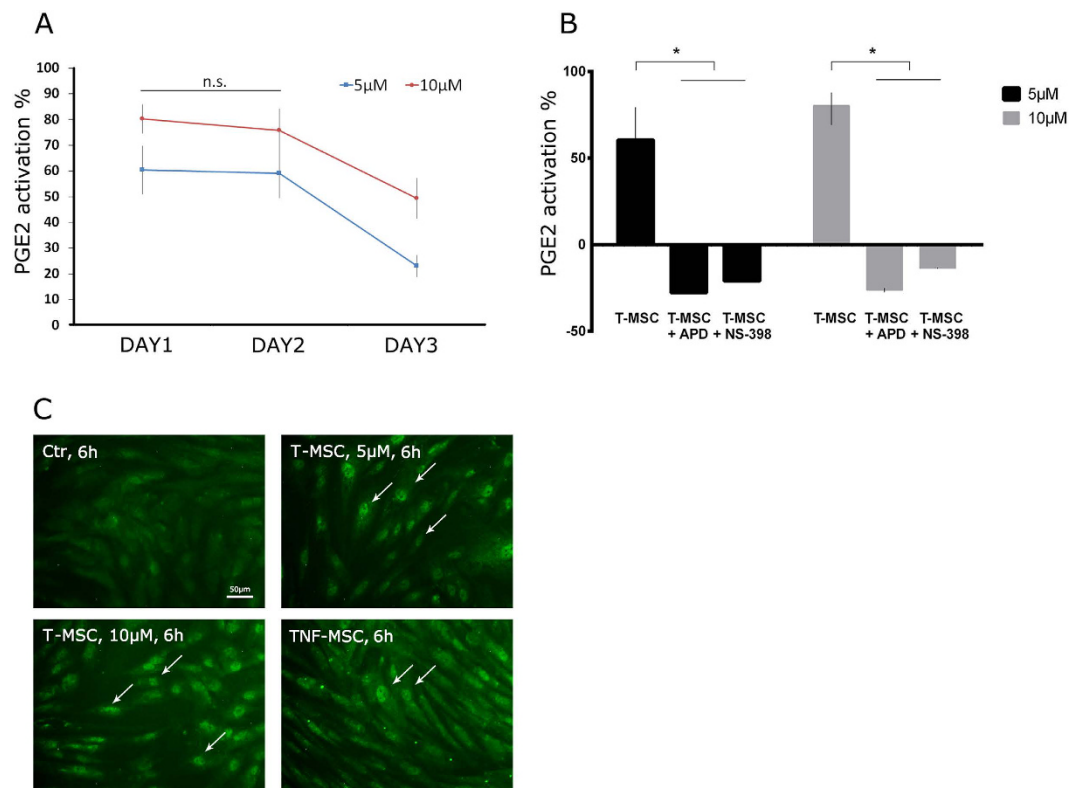 A
PGE2 activation %
100
90
80
70
60
50
40
30
20
10
0
n.s.
5µM
10µM
DAY1 DAY2 DAY3
B
PGE2 activation %
100
50
0
-50
*
*
5µM
10µM
T-MSC T-MSC T-MSC T-MSC T-MSC T-MSC
+ APD + NS-398 + APD + NS-398
C
Ctr, 6h
50µm
T-MSC, 5µM, 6h
T-MSC, 10µM, 6h
TNF-MSC, 6h